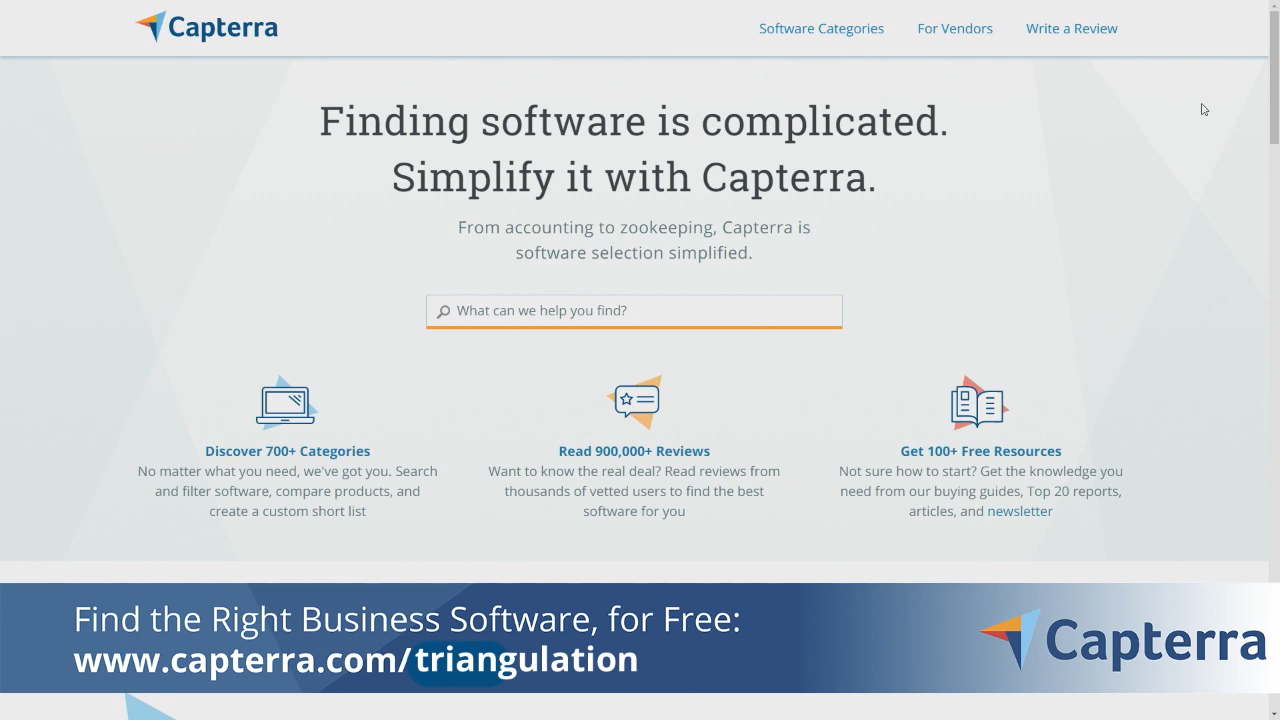 Capterra
Software Categories
For Vendors
Write a Review
Finding software is complicated.
Simplify it with Capterra.
From accounting to zookeeping, Capterra is
software selection simplified.
What can we help you find?
Discover 700+ Categories
No matter what you need, we've got you. Search
and filter software, compare products, and
create a custom short list
Read 900,000+ Reviews
Want to know the real deal? Read reviews from
thousands of vetted users to find the best
software for you
Get 100+ Free Resources
Not sure how to start? Get the knowledge you
need from our buying guides, Top 20 reports,
articles, and newsletter
Find the Right Business Software, for Free:
www.capterra.com/triangulation
Capterra